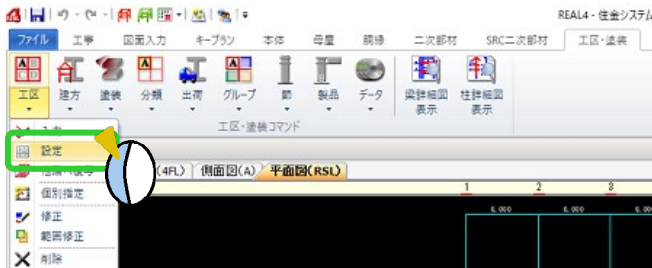 REAL4 - 住金システム
ファイル 工事 図面入力 キープラン 本体 母屋 胴縁 二次部材 SRC二次部材 工区・塗装
工区 建方 塗装 分類 出荷 グループ 節 製品 データ 梁詳細図 柱詳細図
表示 表示
工区・塗装コマンド
入力
設定
(4FL) 側面図(A) 平面図(RSL)
個別指定
1 2 3
修正
6,000 6,000 6,00
範囲修正
削除